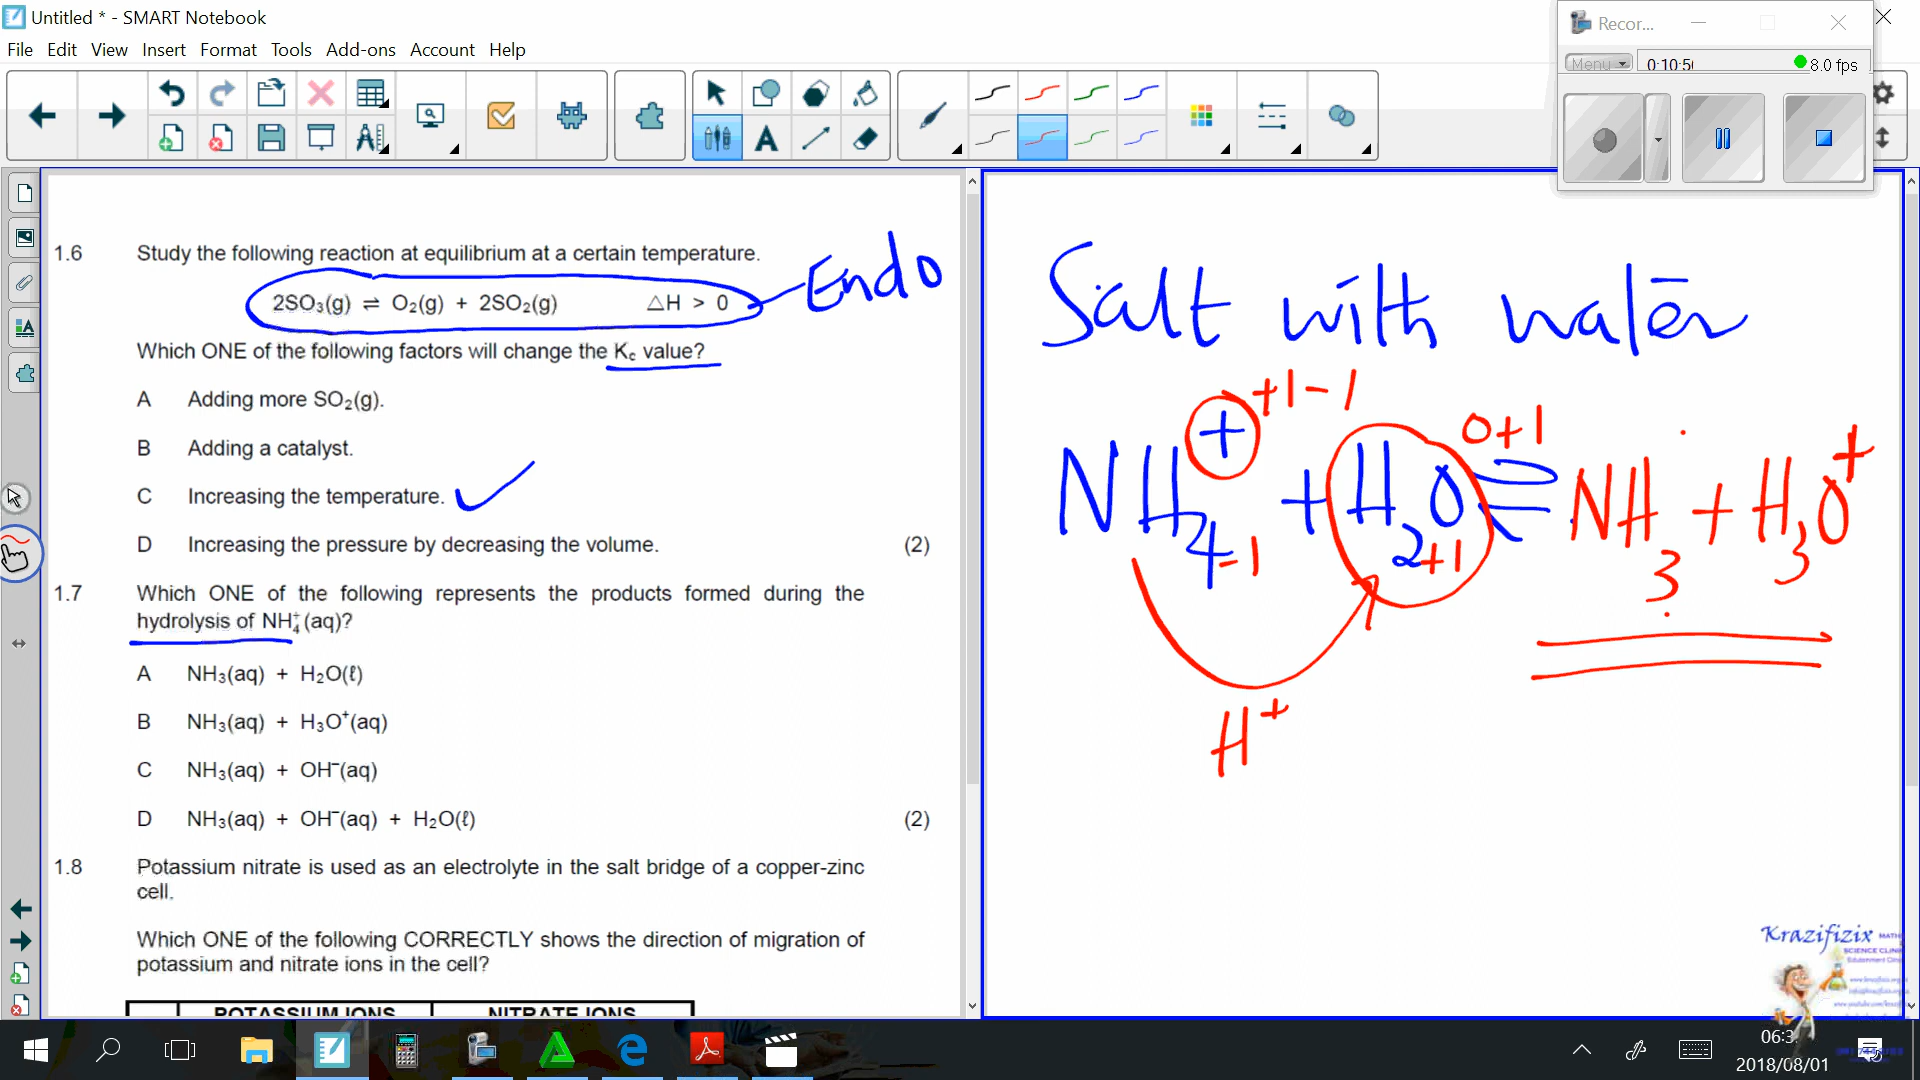 Untitled * - SMART Notebook
File Edit View Insert Format Tools Add-ons Account Help
Recor...
Menu
8.0 fps
1.6 Study the following reaction at equilibrium at a certain temperature.
2SO₃(g) ⇌ O₂(g) + 2SO₂(g) △H > 0
Endo
Which ONE of the following factors will change the Kc value?
A Adding more SO₂(g).
B Adding a catalyst.
C Increasing the temperature. ✓
D Increasing the pressure by decreasing the volume. (2)
1.7 Which ONE of the following represents the products formed during the
hydrolysis of NH₄⁺(aq)?
A NH₃(aq) + H₂O(ℓ)
B NH₃(aq) + H₃O⁺(aq)
C NH₃(aq) + OH⁻(aq)
D NH₃(aq) + OH⁻(aq) + H₂O(ℓ) (2)
1.8 Potassium nitrate is used as an electrolyte in the salt bridge of a copper-zinc
cell.
Which ONE of the following CORRECTLY shows the direction of migration of
potassium and nitrate ions in the cell?
POTASSIUM IONS NITRATE IONS
Salt with water
+1-1
0+1
NH₄⁺ + H₂O ⇌ NH₃ + H₃O⁺
-1 +1
H⁺
Krazifizix
SCIENCE CLINIC
2018/08/01